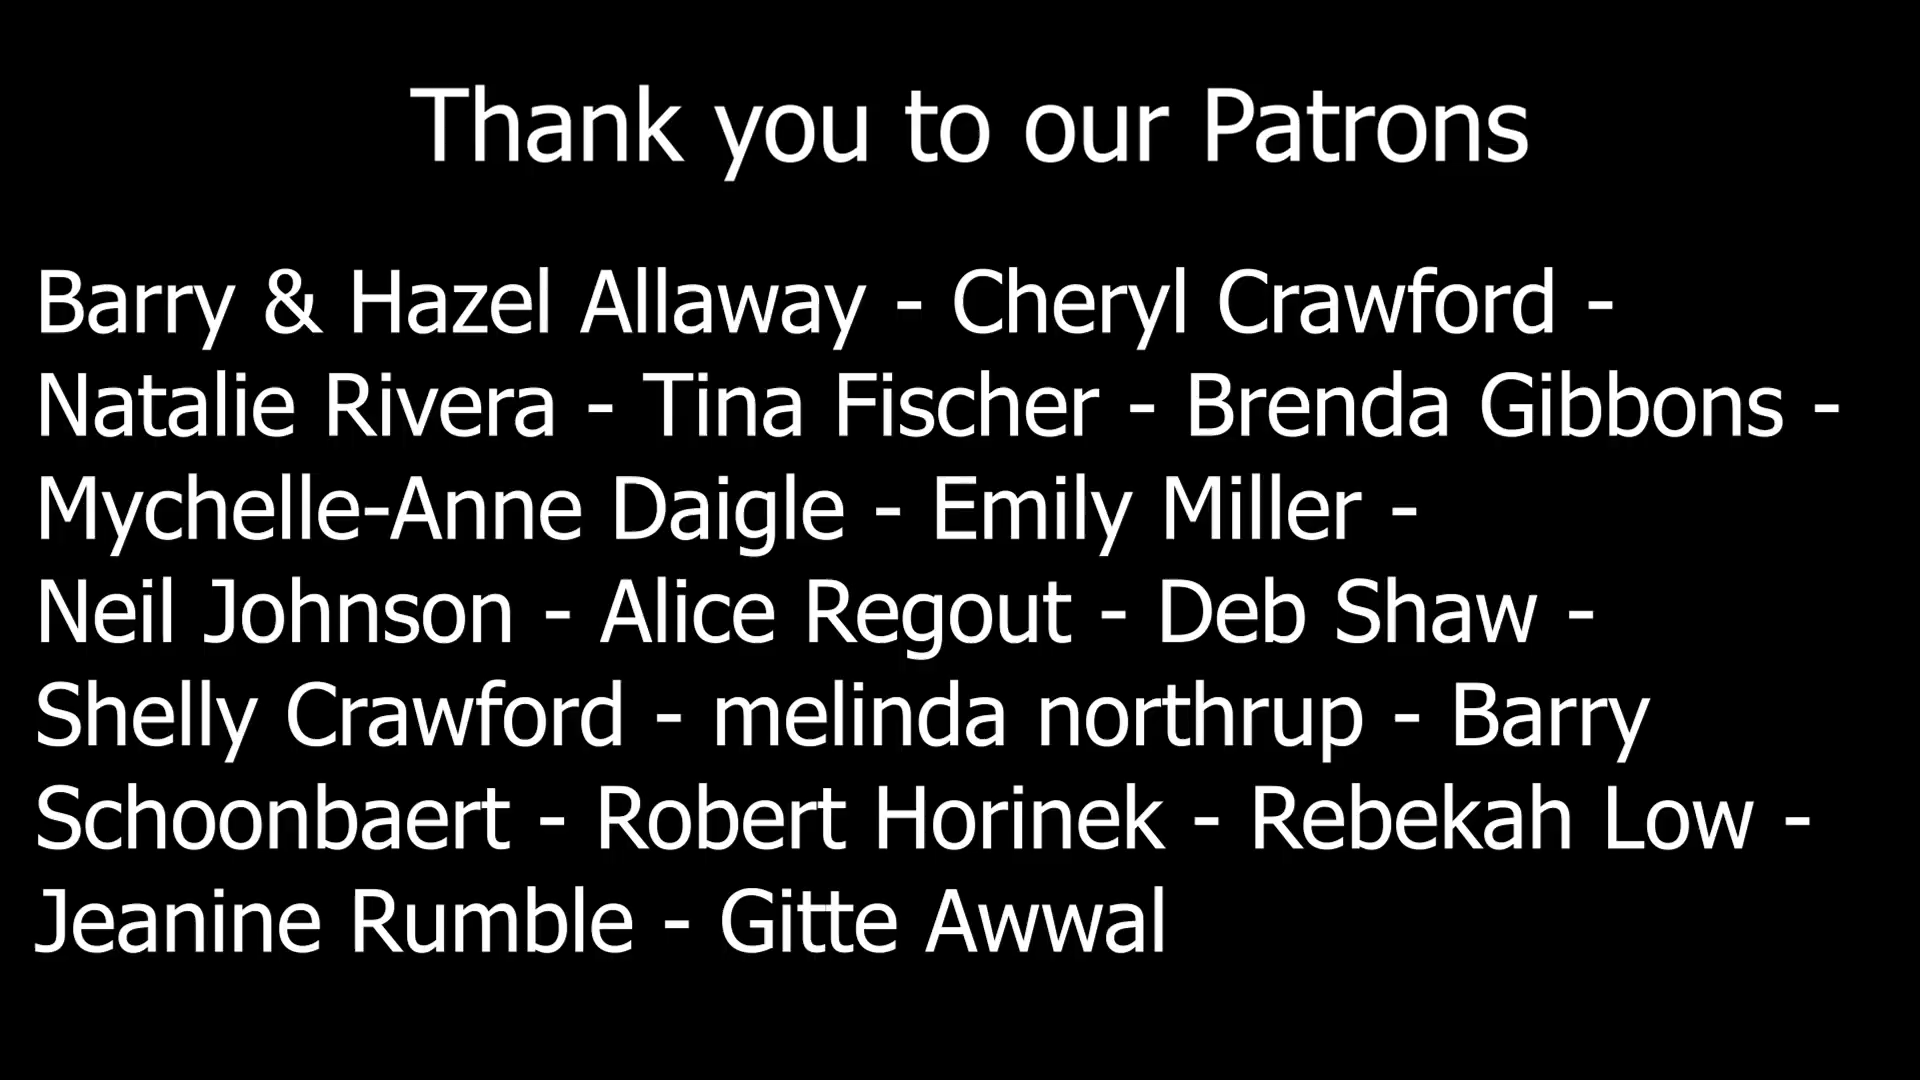 Thank you to our Patrons
Barry & Hazel Allaway - Cheryl Crawford -
Natalie Rivera - Tina Fischer - Brenda Gibbons -
Mychelle-Anne Daigle - Emily Miller -
Neil Johnson - Alice Regout - Deb Shaw -
Shelly Crawford - melinda northrup - Barry
Schoonbaert - Robert Horinek - Rebekah Low -
Jeanine Rumble - Gitte Awwal